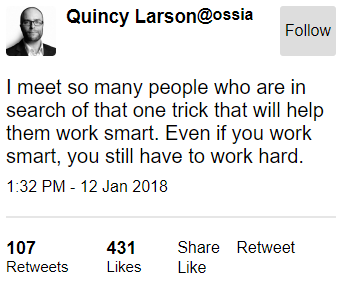 Quincy Larson@ossia
Follow
I meet so many people who are in
search of that one trick that will help
them work smart. Even if you work
smart, you still have to work hard.
1:32 PM - 12 Jan 2018
107 431 Share Retweet
Retweets Likes Like